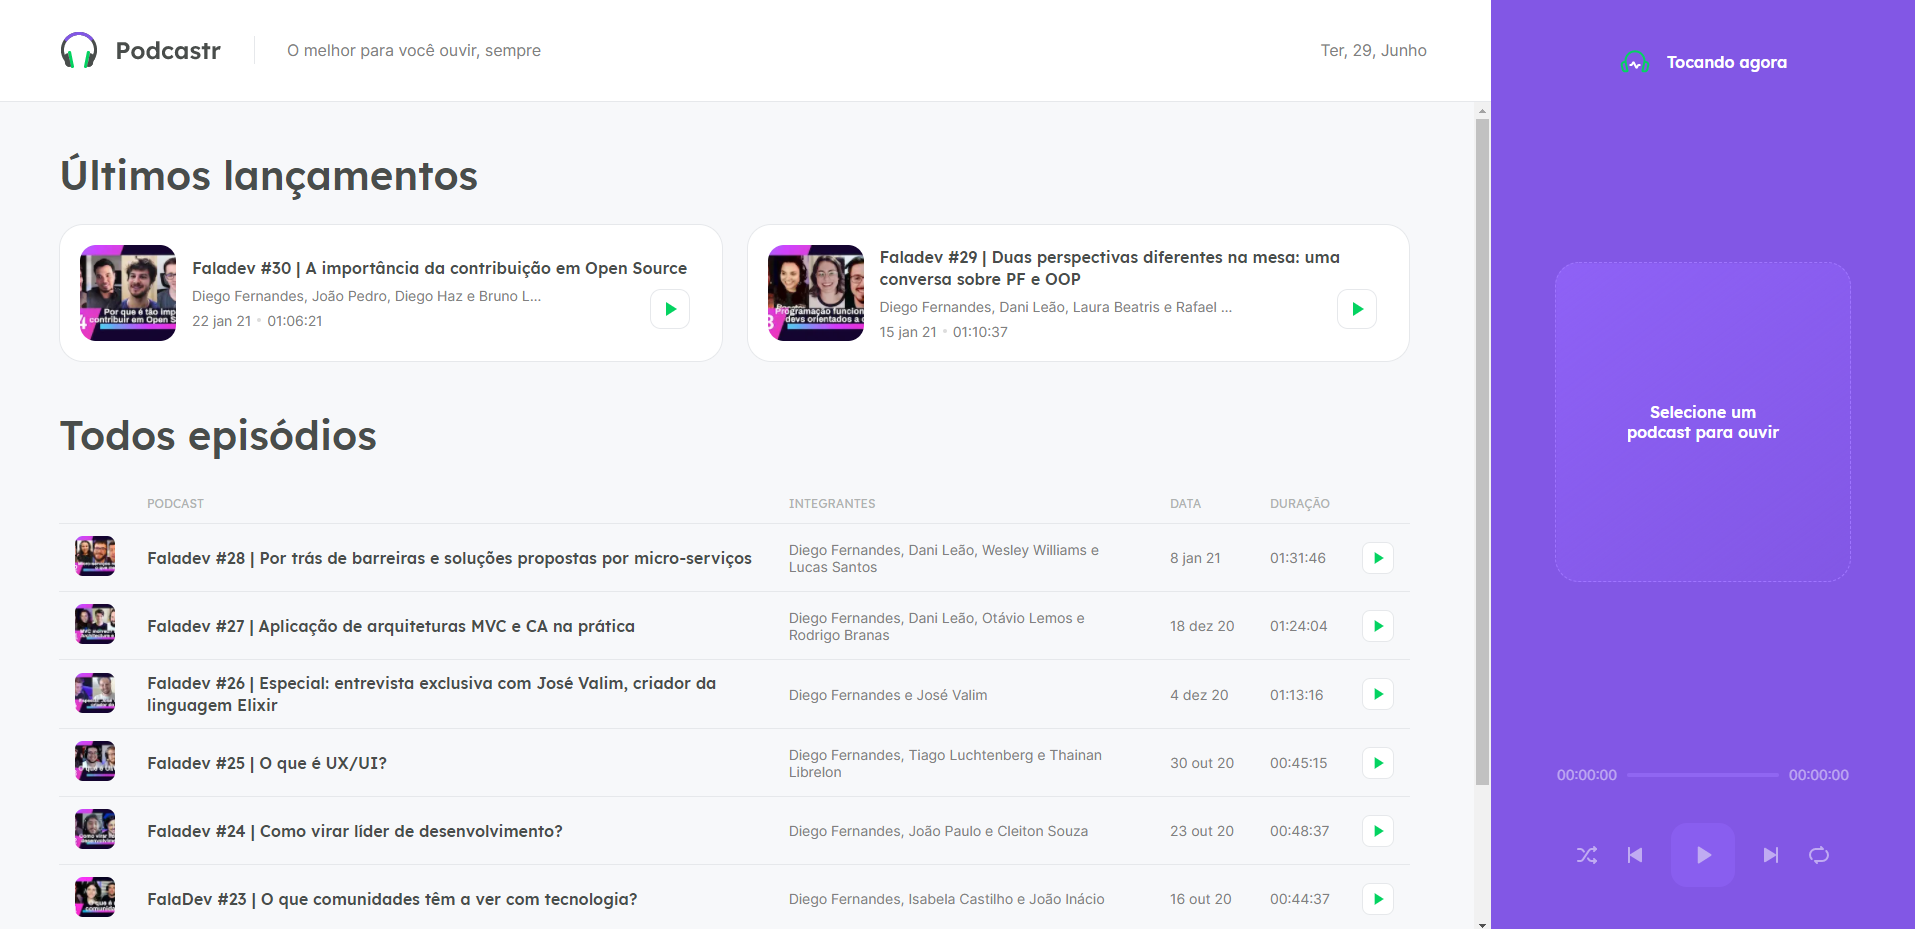 Podcastr
O melhor para você ouvir, sempre
Ter, 29, Junho
Tocando agora
Últimos lançamentos
Faladev #30 | A importância da contribuição em Open Source
Diego Fernandes, João Pedro, Diego Haz e Bruno L...
22 jan 21 • 01:06:21
Por que é tão imp
contribuir em Open S
Faladev #29 | Duas perspectivas diferentes na mesa: uma
conversa sobre PF e OOP
Diego Fernandes, Dani Leão, Laura Beatris e Rafael ...
15 jan 21 • 01:10:37
Programação funcion
devs orientados a o
Selecione um
podcast para ouvir
Todos episódios
PODCAST INTEGRANTES DATA DURAÇÃO
Faladev #28 | Por trás de barreiras e soluções propostas por micro-serviços
Diego Fernandes, Dani Leão, Wesley Williams e
Lucas Santos
8 jan 21
01:31:46
Faladev #27 | Aplicação de arquiteturas MVC e CA na prática
Diego Fernandes, Dani Leão, Otávio Lemos e
Rodrigo Branas
18 dez 20
01:24:04
Faladev #26 | Especial: entrevista exclusiva com José Valim, criador da
linguagem Elixir
Diego Fernandes e José Valim
4 dez 20
01:13:16
Faladev #25 | O que é UX/UI?
Diego Fernandes, Tiago Luchtenberg e Thainan
Librelon
30 out 20
00:45:15
Faladev #24 | Como virar líder de desenvolvimento?
Diego Fernandes, João Paulo e Cleiton Souza
23 out 20
00:48:37
FalaDev #23 | O que comunidades têm a ver com tecnologia?
Diego Fernandes, Isabela Castilho e João Inácio
16 out 20
00:44:37
00:00:00
00:00:00